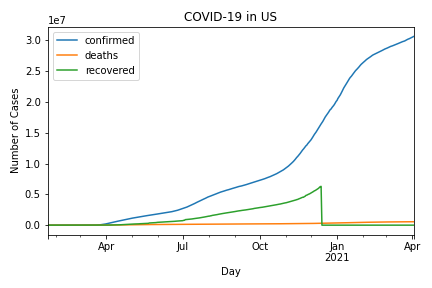 COVID-19 in US
1e7
confirmed
deaths
recovered
Number of Cases
3.0
2.5
2.0
1.5
1.0
0.5
0.0
Apr
Jul
Oct
Jan
2021
Apr
Day